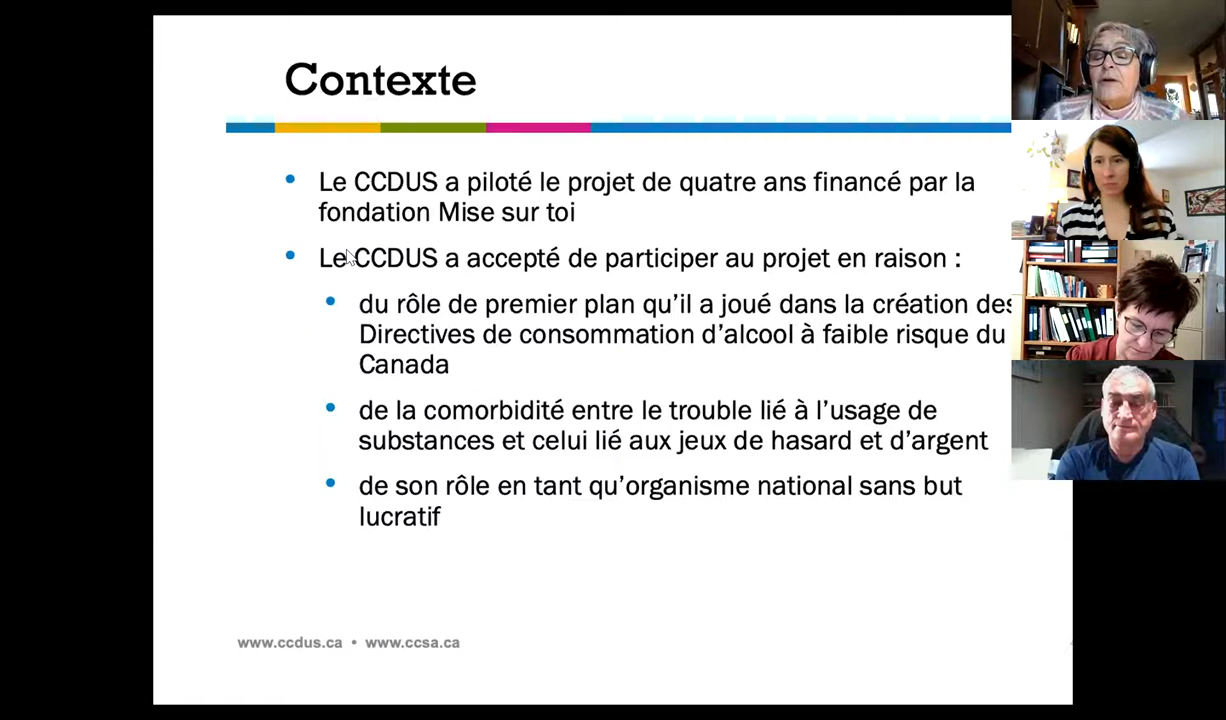 Contexte
Le CCDUS a piloté le projet de quatre ans financé par la
fondation Mise sur toi
Le CCDUS a accepté de participer au projet en raison :
du rôle de premier plan qu’il a joué dans la création des
Directives de consommation d’alcool à faible risque du
Canada
de la comorbidité entre le trouble lié à l’usage de
substances et celui lié aux jeux de hasard et d’argent
de son rôle en tant qu’organisme national sans but
lucratif
www.ccdus.ca • www.ccsa.ca